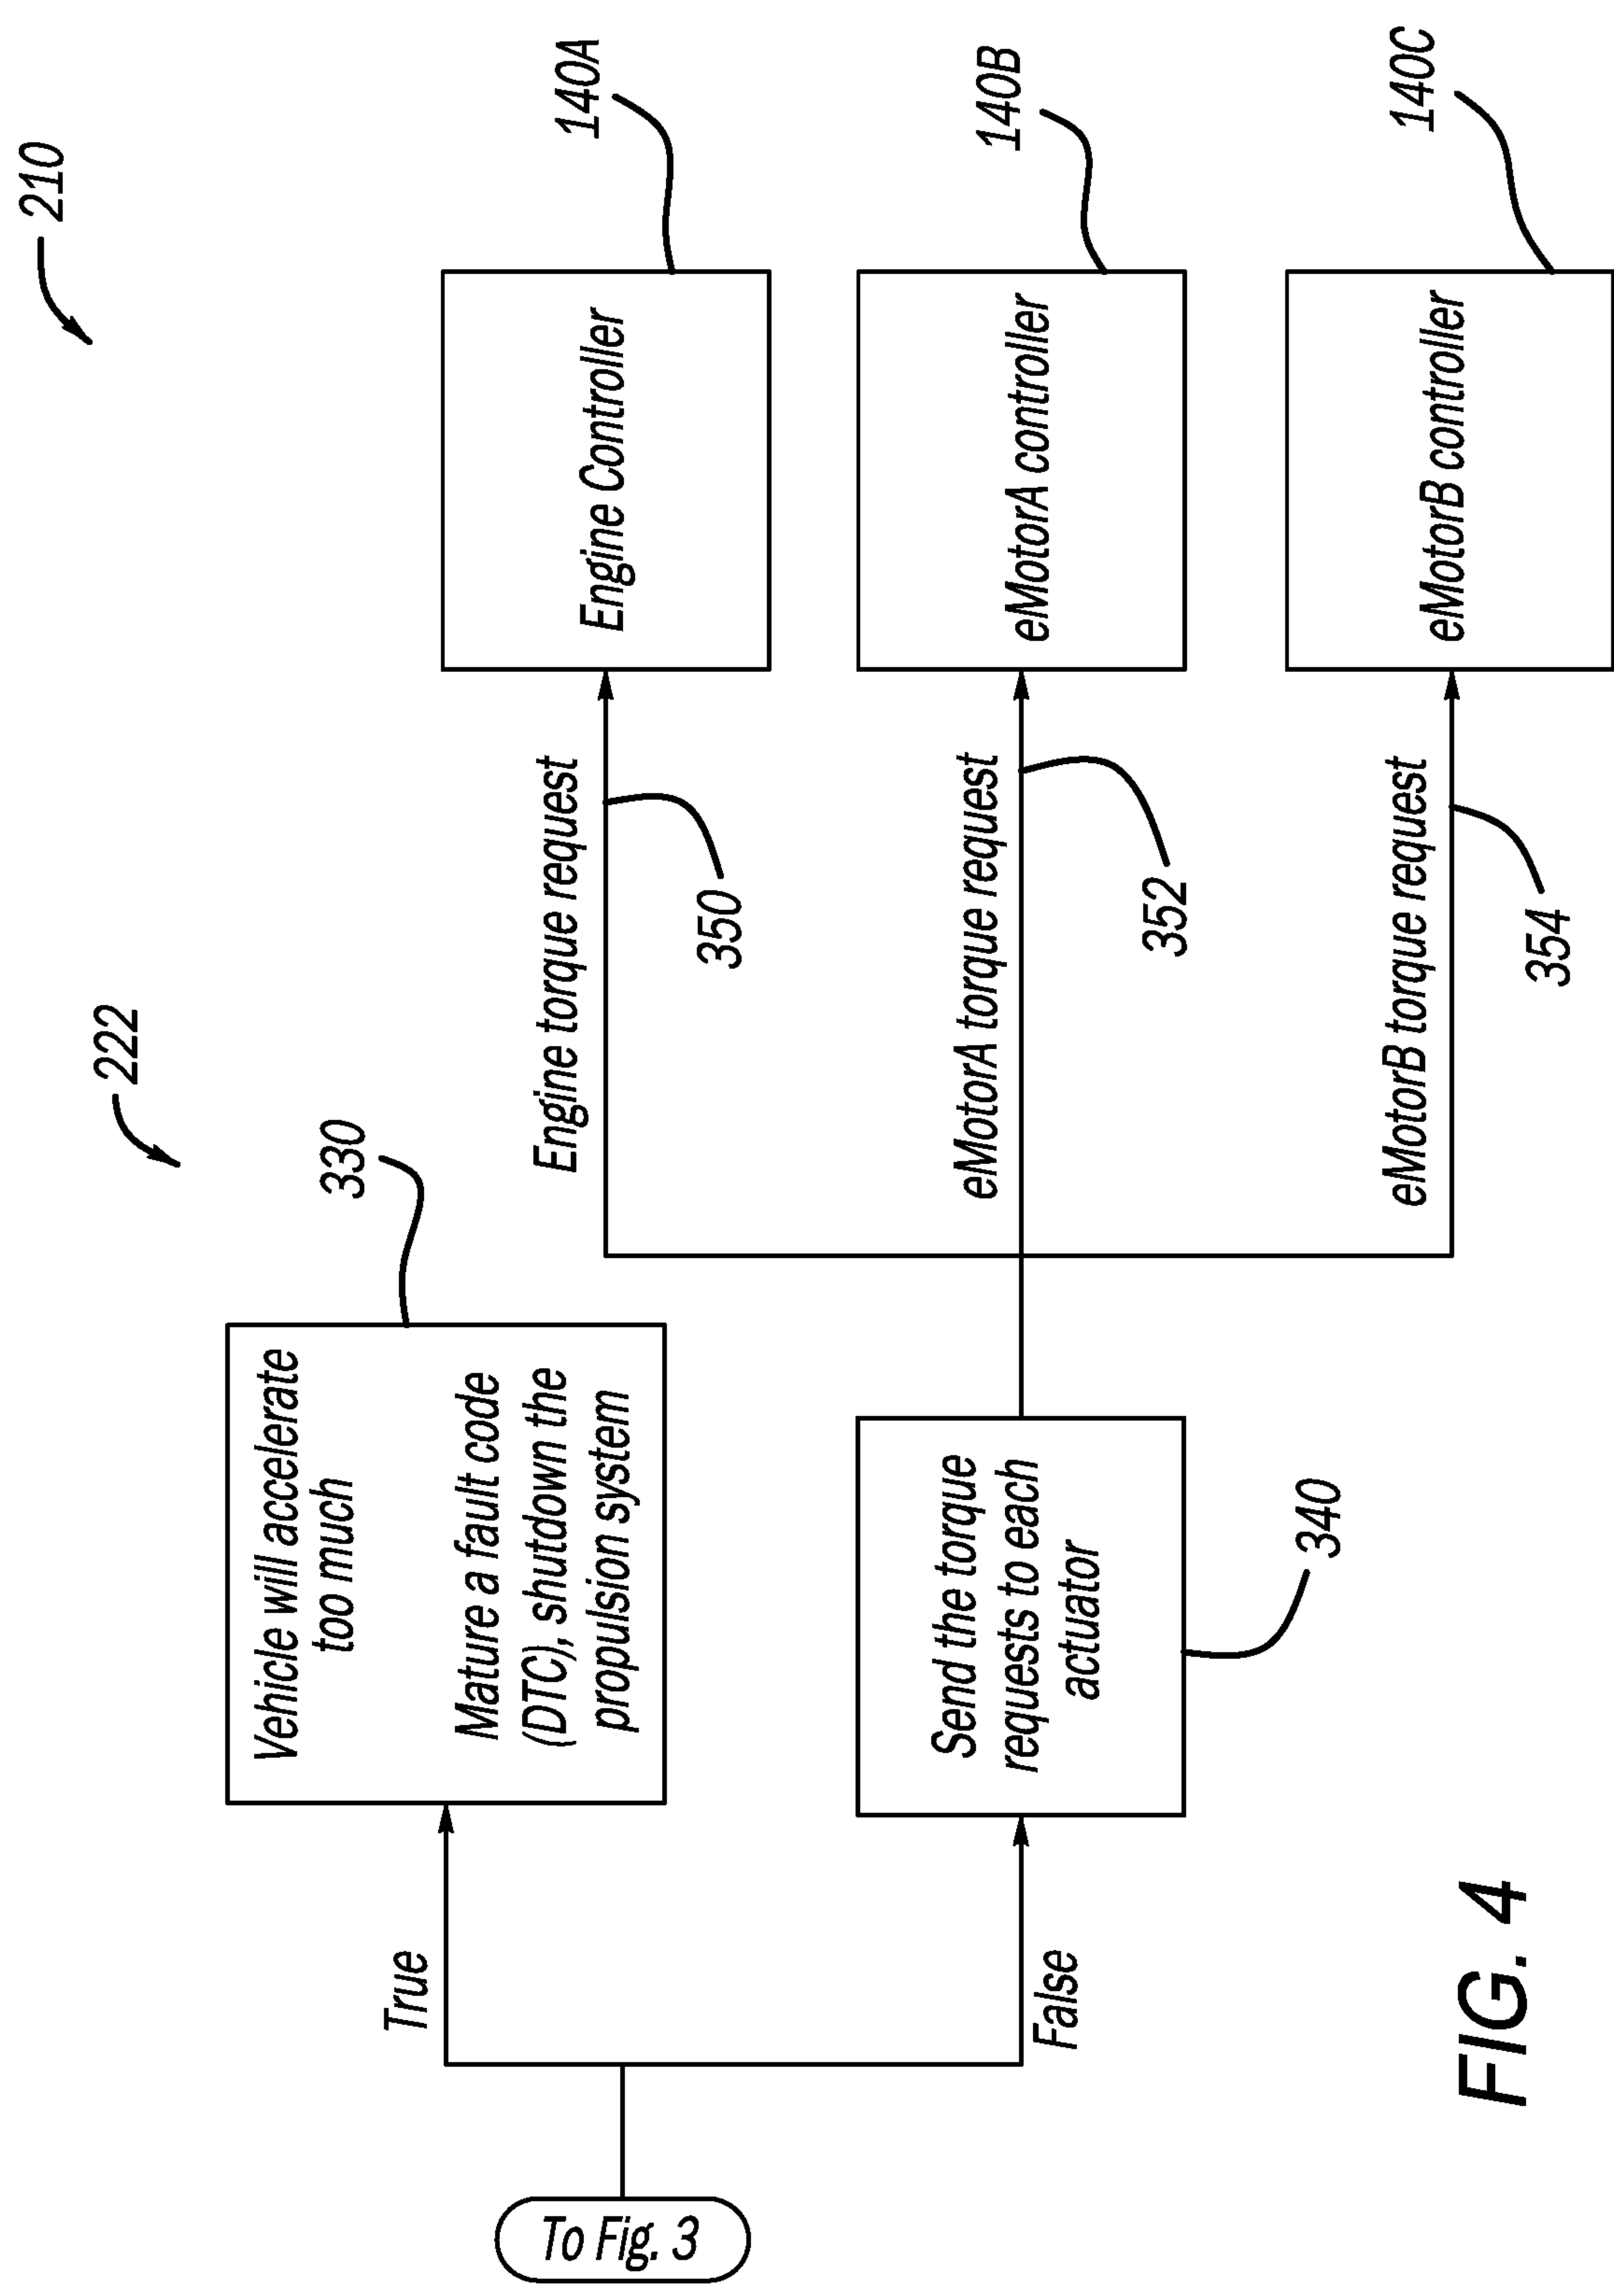 210
222
To Fig. 3
True
False
330
Vehicle will accelerate
too much
Mature a fault code
(DTC), shutdown the
propulsion system
Send the torque
requests to each
actuator
340
Engine torque request
350
eMotorA torque request
352
eMotorB torque request
354
Engine Controller
140A
eMotorA controller
140B
eMotorB controller
140C
FIG. 4